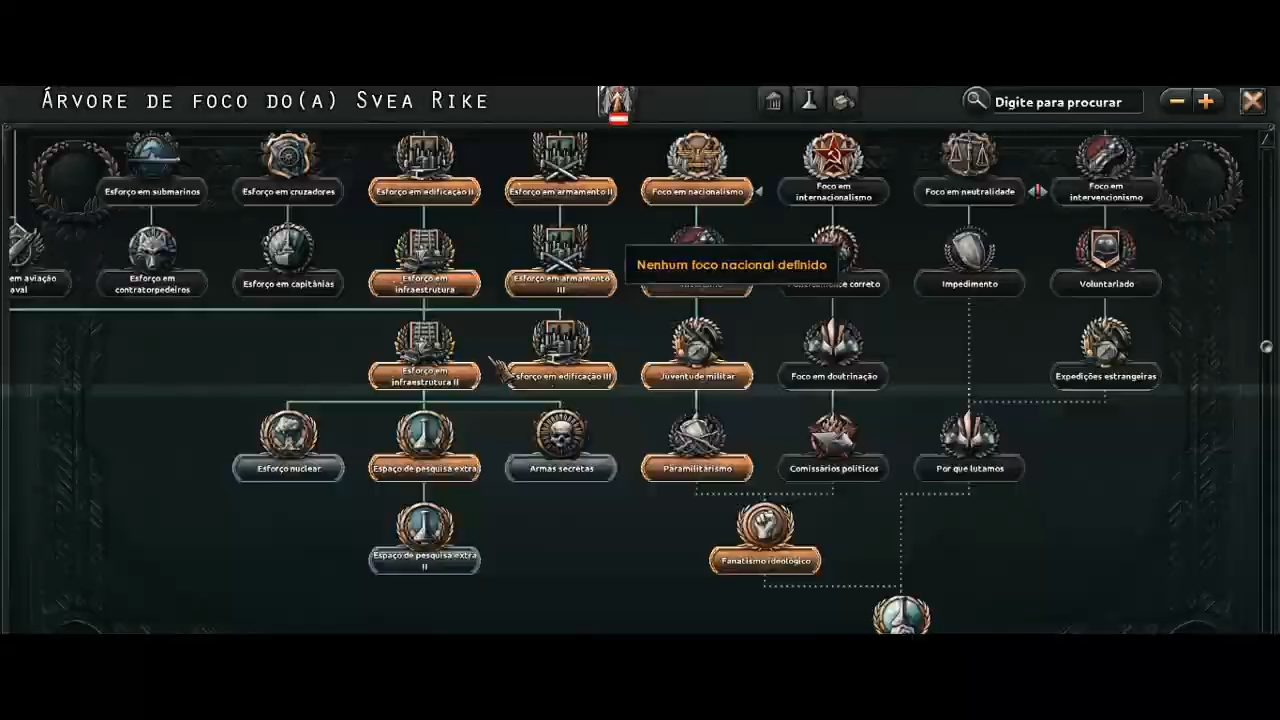 ÁRVORE DE FOCO DO(A) SVEA RIKE
Digite para procurar
Esforço em submarinos
Esforço em cruzadores
Esforço em edificação II
Esforço em armamento II
Foco em nacionalismo
Foco em
internacionalismo
Foco em neutralidade
Foco em
intervencionismo
em aviação
aval
Esforço em
contratorpedeiros
Esforço em capitânias
Esforço em
infraestrutura
Esforço em armamento
III
Nenhum foco nacional definido
correto
Impedimento
Voluntariado
Esforço em
infraestrutura II
sforço em edificação III
Juventude militar
Foco em doutrinação
Expedições estrangeiras
Esforço nuclear
Espaço de pesquisa extra
Armas secretas
Paramilitarismo
Comissários políticos
Por que lutamos
Espaço de pesquisa extra
II
Fanatismo ideológico